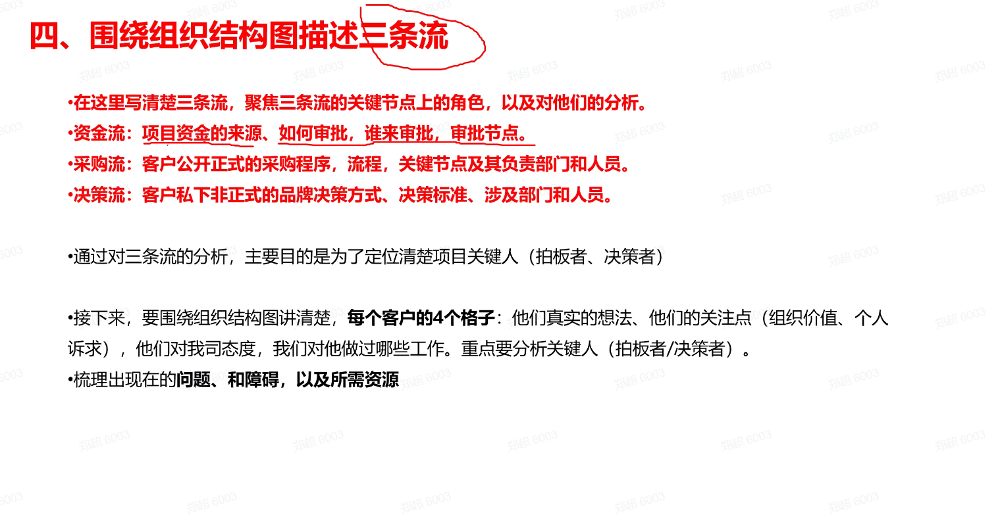 四、围绕组织结构图描述三条流
•在这里写清楚三条流，聚焦三条流的关键节点上的角色，以及对他们的分析。
•资金流：项目资金的来源、如何审批，谁来审批，审批节点。
•采购流：客户公开正式的采购程序，流程，关键节点及其负责部门和人员。
•决策流：客户私下非正式的品牌决策方式、决策标准、涉及部门和人员。
•通过对三条流的分析，主要目的是为了定位清楚项目关键人（拍板者、决策者）
•接下来，要围绕组织结构图讲清楚，每个客户的4个格子：他们真实的想法、他们的关注点（组织价值、个人
诉求），他们对我司态度，我们对他做过哪些工作。重点要分析关键人（拍板者/决策者）。
•梳理出现在的问题、和障碍，以及所需资源
郑超 6003